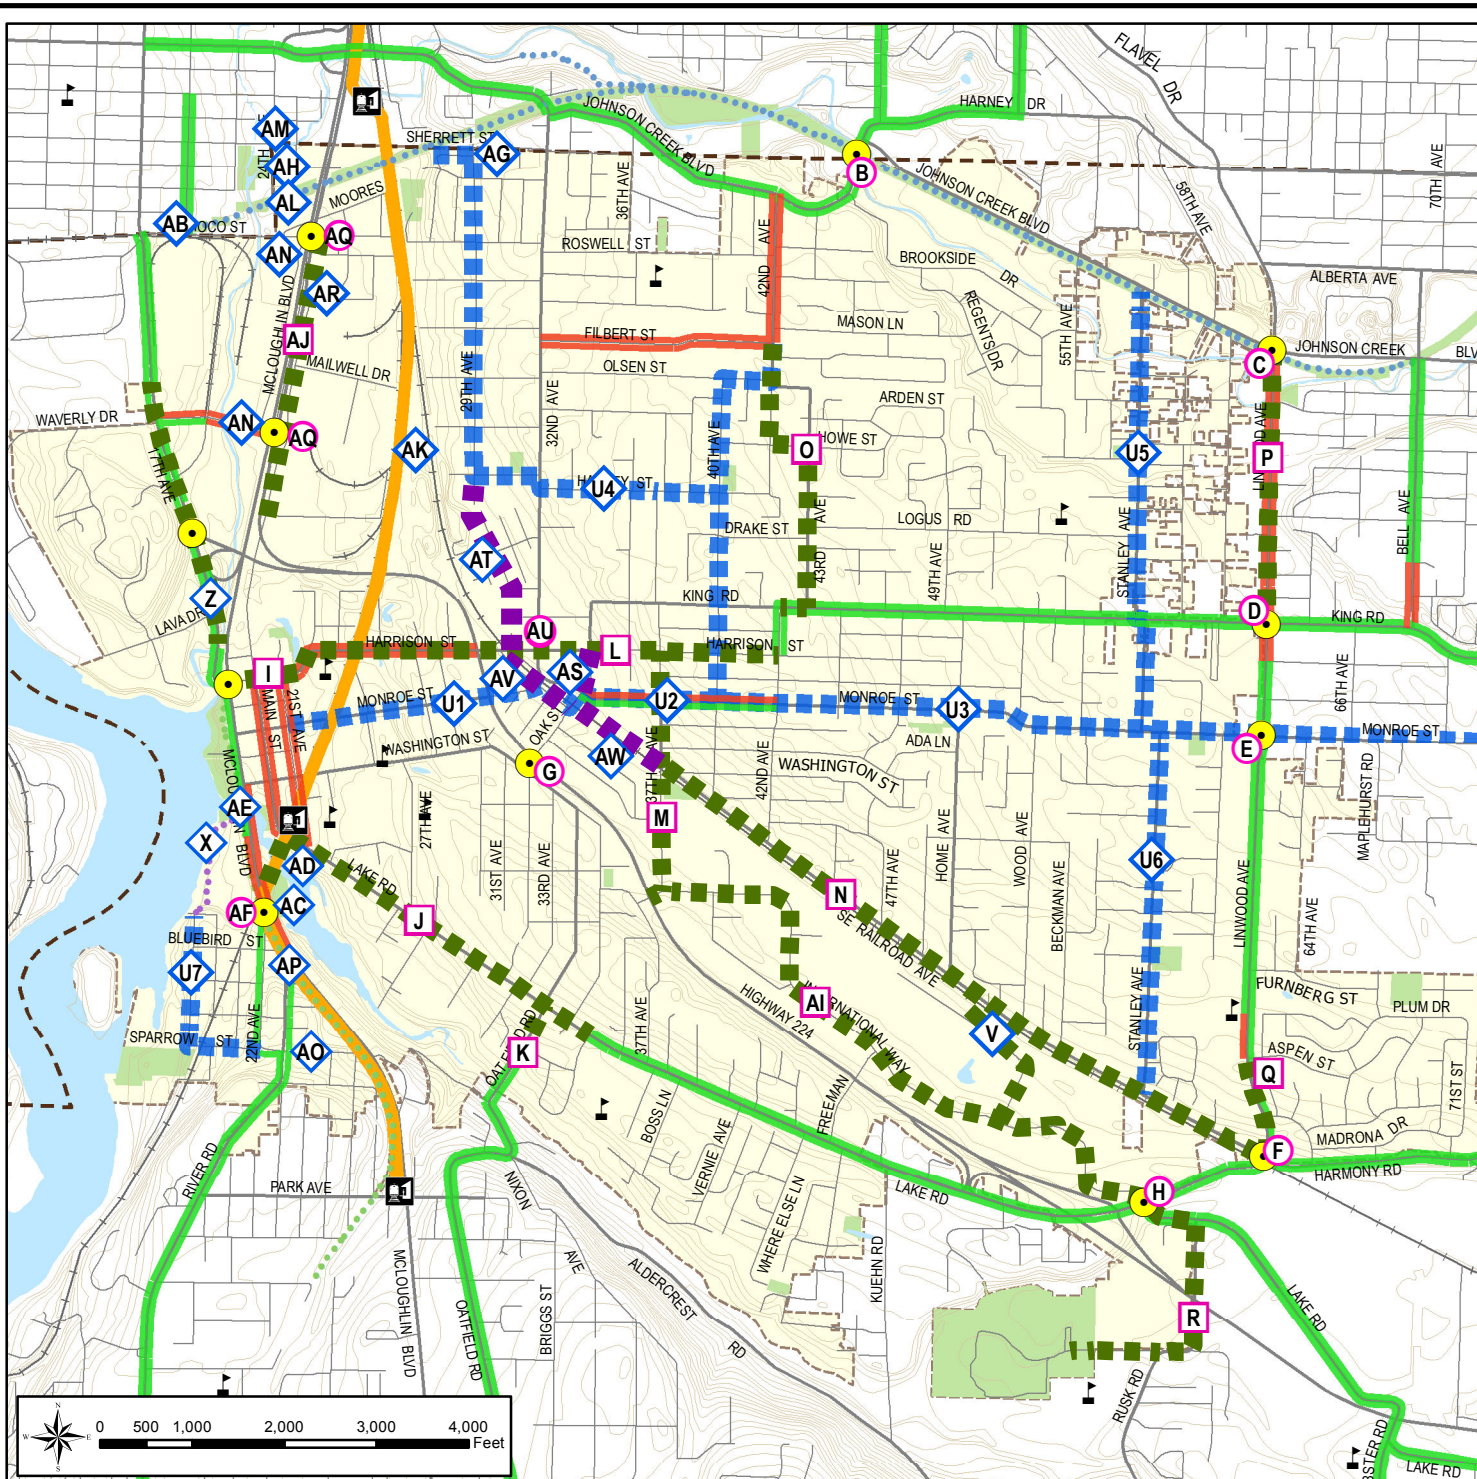 FLAVEL DR
HARNEY DR
JOHNSON CREEK BLVD
SHERRETT ST
AM
24TH
AH
AG
B
AL
MOORES
36TH AVE
JOHNSON CREEK BLVD
58TH AVE
70TH AVE
AB
OCO ST
AQ
AN
ROSWELL ST
42ND AVE
BROOKSIDE DR
ALBERTA AVE
AR
MCLOUGHLIN BLVD
REGENTS DR
55TH AVE
MASON LN
AJ
FILBERT ST
JOHNSON CREEK BLV
MAILWELL DR
OLSEN ST
C
29TH AVE
32ND AVE
ARDEN ST
WAVERLY DR
AN
AQ
AK
40TH AVE
HOWE ST
O
U5
P
17TH AVE
U4
DRAKE ST
LOGUS RD
STANLEY AVE
BELL AVE
AT
43RD AVE
49TH AVE
Z
LAVA DR
KING RD
D
KING RD
HARRISON ST
AU
L
HARRISON ST
I
MAIN ST
21ST AVE
MONROE ST
U1
AV
AS
U2
MONROE ST
U3
66TH AVE
MONROE ST
WASHINGTON ST
OAK S
AW
ADA LN
E
G
37TH AVE
42ND AVE
WASHINGTON ST
MAPLEHURST RD
AE
X
27TH AVE
M
HOME AVE
WOOD AVE
U6
BLVD
AD
LAKE RD
31ST AVE
33RD AVE
47TH AVE
BECKMAN AVE
LINWOOD AVE
64TH AVE
AF
AC
J
N
SE RAILROAD AVE
BLUEBIRD ST
AP
U7
HIGHWAY 224
AI
FURNBERG ST
PLUM DR
SPARROW ST
22ND AVE
AO
K
37TH AVE
V
STANLEY AVE
ASPEN ST
Q
71ST ST
BOSS LN
VERNIE AVE
FREEMAN
MADRONA DR
F
HARMONY RD
RIVER RD
PARK AVE
NIXON AVE
WHERE ELSE LN
LAKE RD
H
KUEHN RD
MCLOUGHLIN BLVD
OATFIELD RD
BRIGGS ST
ALDERCREST RD
R
LAKE RD
RUSK RD
LAKE RD
N
W E
S
0 500 1,000 2,000 3,000 4,000
Feet